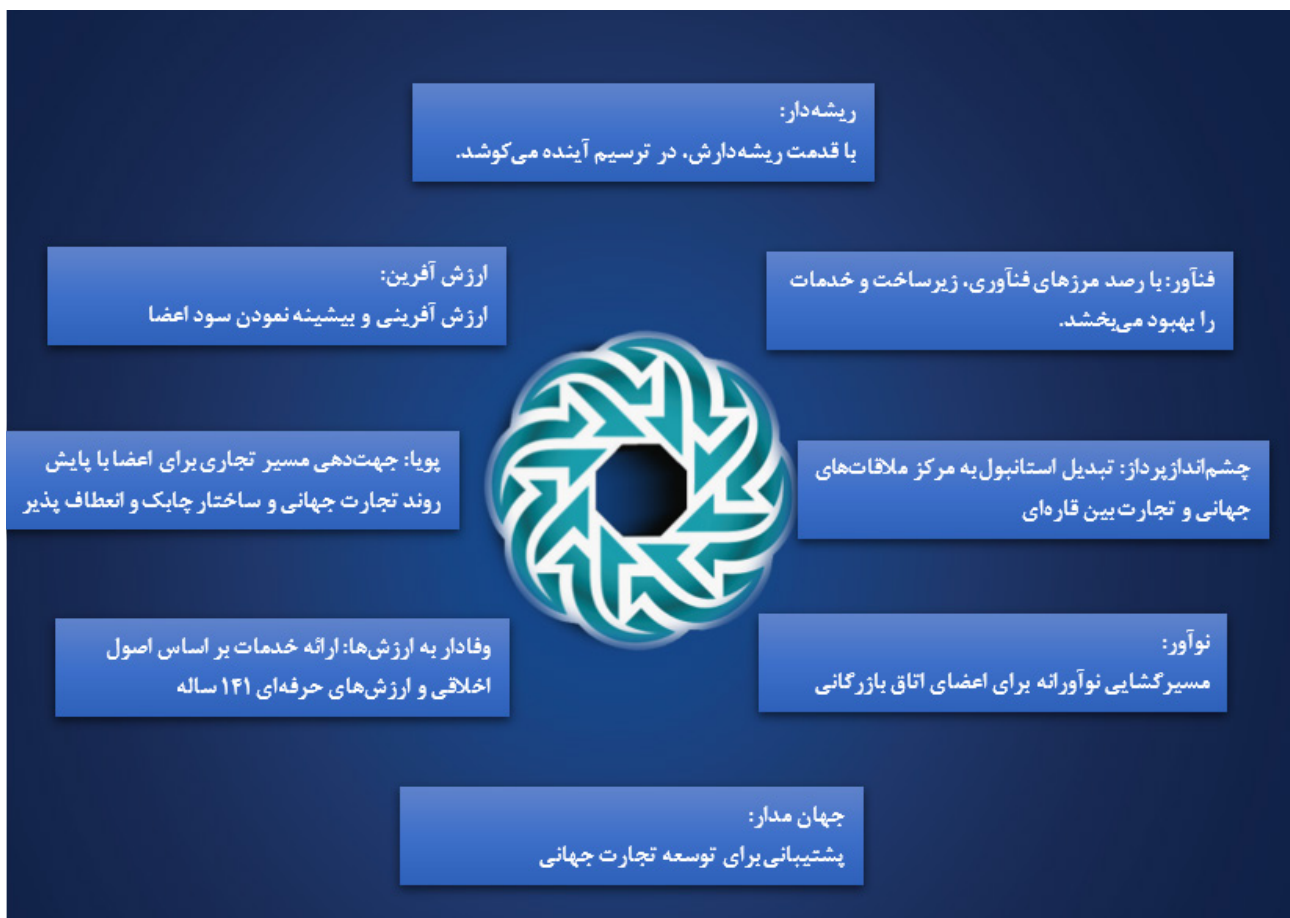 ریشه‌دار:
با قدمت ریشه‌دارش، در ترسیم آینده می‌کوشد.
فنآور: با رصد مرزهای فنآوری، زیرساخت و خدمات
را بهبود می‌بخشد.
ارزش آفرین:
ارزش آفرینی و بیشینه نمودن سود اعضا
چشم‌اندازپرداز: تبدیل استانبول به مرکز ملاقات‌های
جهانی و تجارت بین قاره‌ای
پویا: جهت‌دهی مسیر تجاری برای اعضا با پایش
روند تجارت جهانی و ساختار چابک و انعطاف پذیر
نوآور:
مسیرگشایی نوآورانه برای اعضای اتاق بازرگانی
وفادار به ارزش‌ها: ارائه خدمات بر اساس اصول
اخلاقی و ارزش‌های حرفه‌ای ۱۴۱ ساله
جهان مدار:
پشتیبانی برای توسعه تجارت جهانی